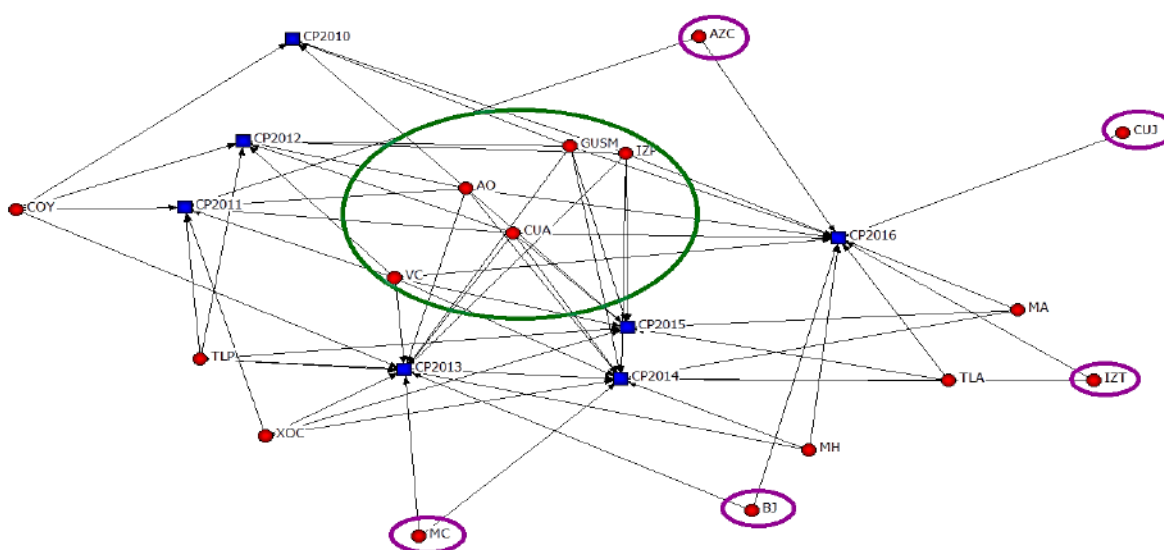 CP2010
AZC
CUJ
CP2012
GUSM
IZP
AO
COY
CP2011
CUA
CP2016
VC
MA
CP2015
TLP
CP2013
CP2014
TLA
IZT
XOC
MH
BJ
MC